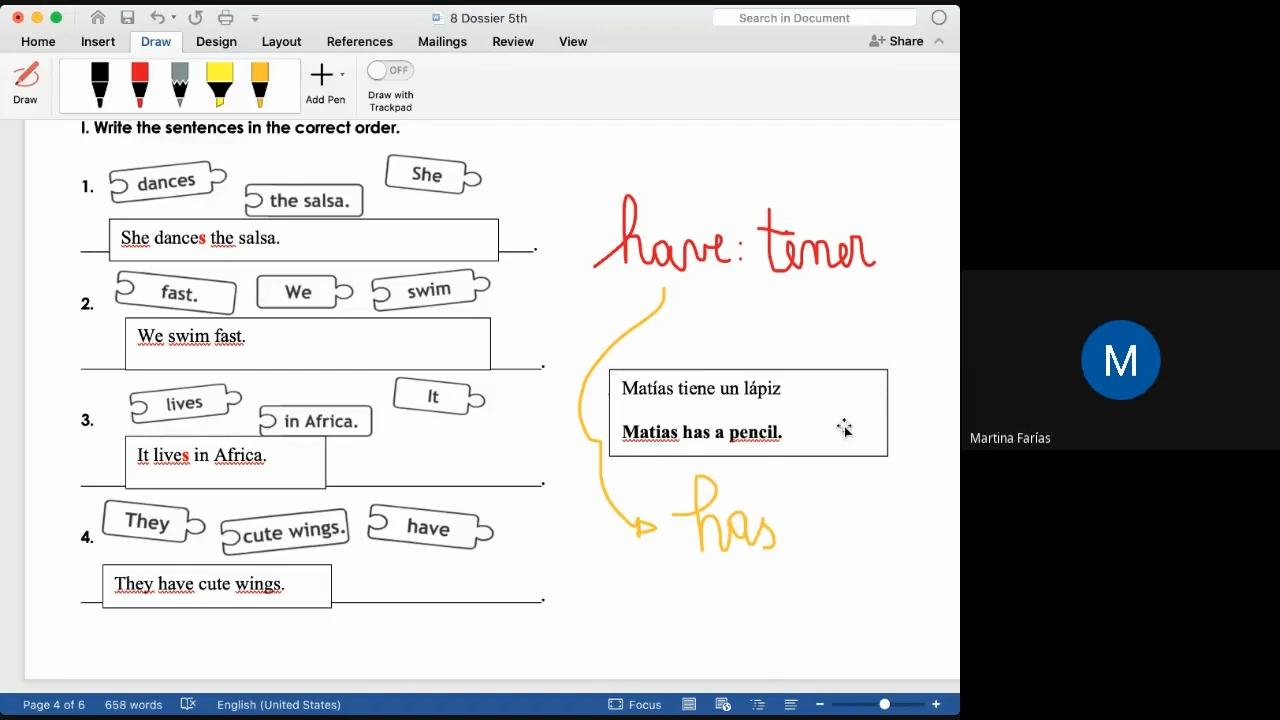 8 Dossier 5th
Search in Document
Home Insert Draw Design Layout References Mailings Review View Share
OFF
Draw Add Pen Draw with Trackpad
I. Write the sentences in the correct order.
1. dances the salsa. She
She dances the salsa.
2. fast. We swim
We swim fast.
3. lives in Africa. It
It lives in Africa.
4. They cute wings. have
They have cute wings.
have: tener
Matías tiene un lápiz
Matias has a pencil.
has
M
Martina Farías
Page 4 of 6 658 words English (United States) Focus